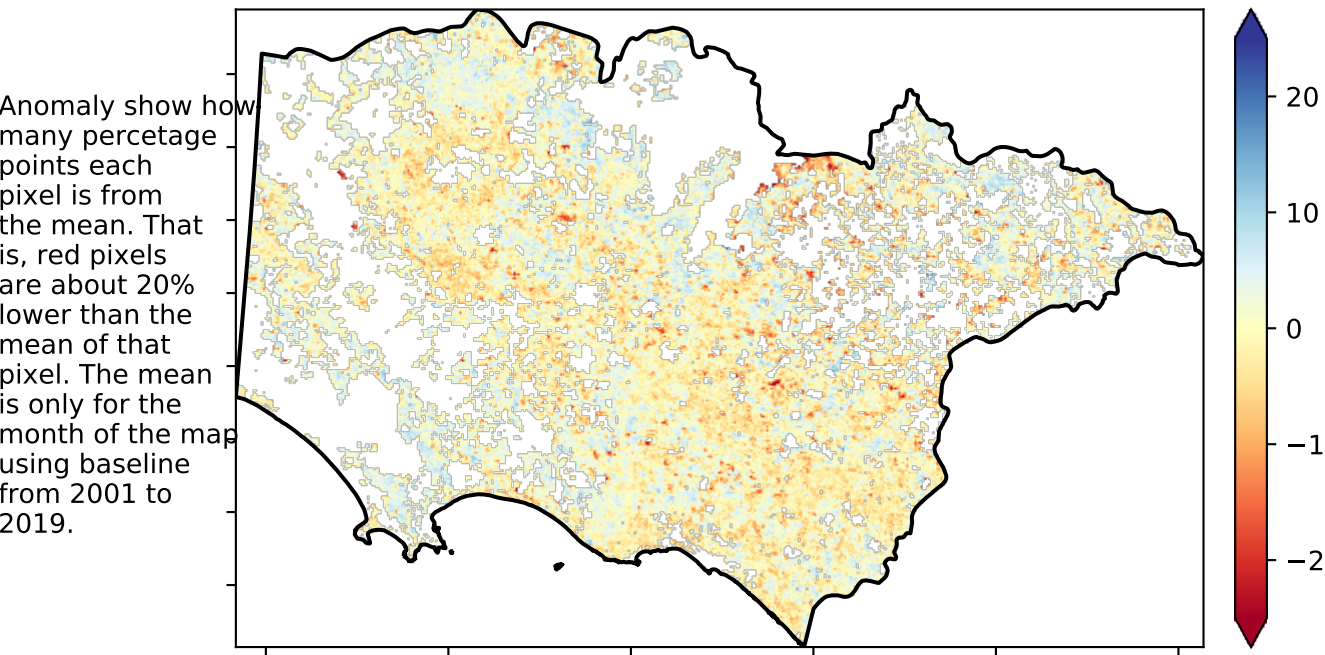 Anomaly show how
many percetage
points each
pixel is from
the mean. That
is, red pixels
are about 20%
lower than the
mean of that
pixel. The mean
is only for the
month of the map
using baseline
from 2001 to
2019.
20
10
0
−1
−2